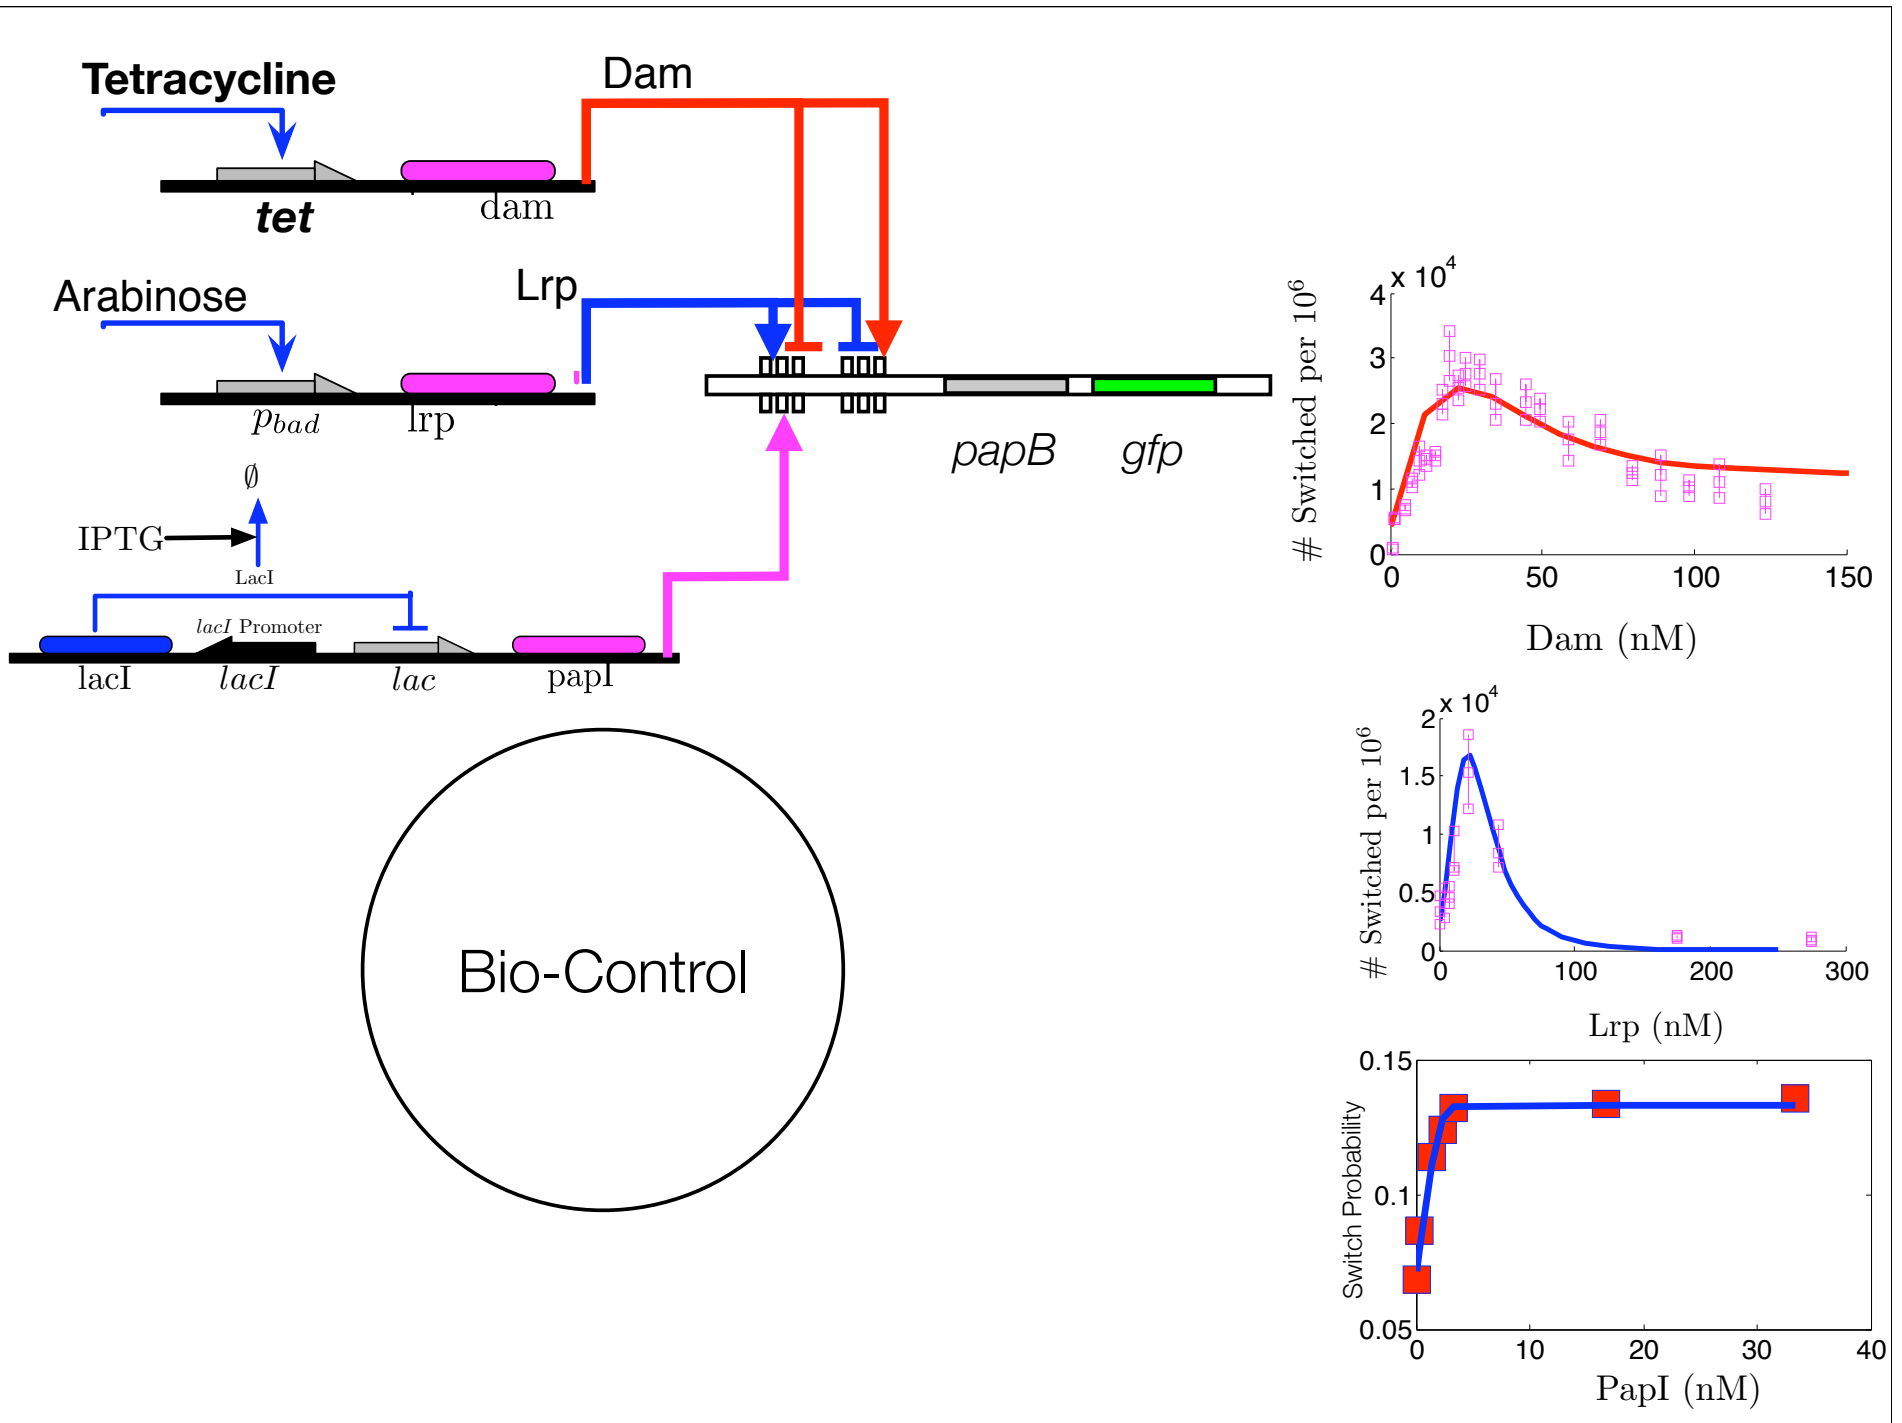 Tetracycline
Dam
tet
dam
Arabinose
Lrp
p_bad
lrp
∅
IPTG
LacI
lacI Promoter
lacI
lacI
lac
papI
papB
gfp
Bio-Control
x 10^4
# Switched per 10^6
4
3
2
1
0
0 50 100 150
Dam (nM)
x 10^4
# Switched per 10^6
2
1.5
1
0.5
0
0 100 200 300
Lrp (nM)
Switch Probability
0.15
0.1
0.05
0 10 20 30 40
PapI (nM)